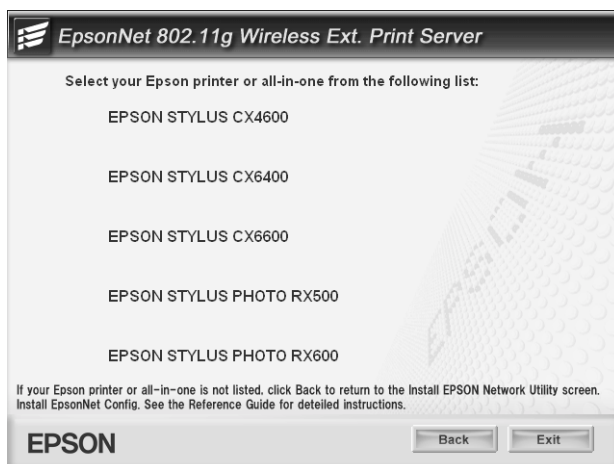 EpsonNet 802.11g Wireless Ext. Print Server
Select your Epson printer or all-in-one from the following list:
EPSON STYLUS CX4600
EPSON STYLUS CX6400
EPSON STYLUS CX6600
EPSON STYLUS PHOTO RX500
EPSON STYLUS PHOTO RX600
EPSON
If your Epson printer or all-in-one is not listed, click Back to return to the Install EPSON Network Utility screen.
Install EpsonNet Config. See the Reference Guide for deteiled instructions.
EPSON
Back
Exit